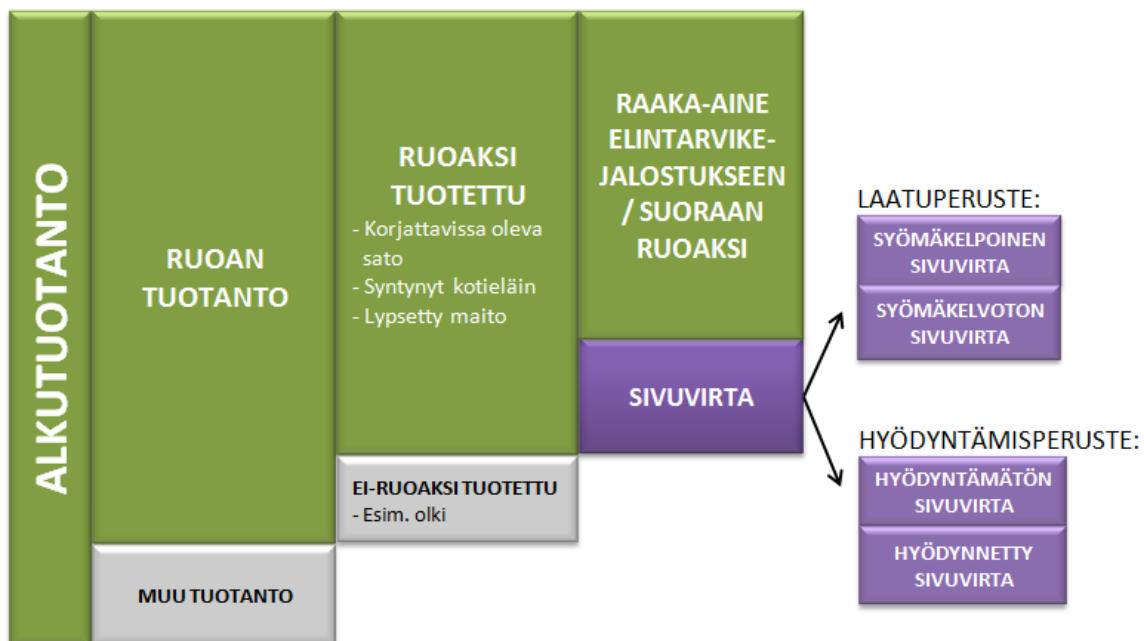 ALKUTUOTANTO
RUOAN
TUOTANTO
MUU TUOTANTO
RUOAKSI
TUOTETTU
- Korjattavissa oleva
sato
- Syntynyt kotieläin
- Lypsetty maito
EI-RUOAKSI TUOTETTU
- Esim. olki
RAAKA-AINE
ELINTARVIKE-
JALOSTUKSEEN
/ SUORAAN
RUOAKSI
SIVUVIRTA
LAATUPERUSTE:
SYÖMÄKELPOINEN
SIVUVIRTA
SYÖMÄKELVOTON
SIVUVIRTA
HYÖDYNTÄMISPERUSTE:
HYÖDYNTÄMÄTÖN
SIVUVIRTA
HYÖDYNNETTY
SIVUVIRTA